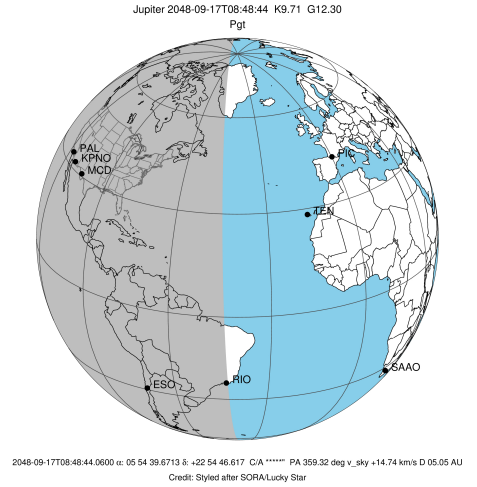 Jupiter 2048-09-17T08:48:44 K9.71 G12.30
Pgt
PAL
KPNO
MCD
PIC
TEN
ESO
RIO
SAAO
2048-09-17T08:48:44.0600 α: 05 54 39.6713 δ: +22 54 46.617 C/A *****" PA 359.32 deg v_sky +14.74 km/s D 05.05 AU
Credit: Styled after SORA/Lucky Star